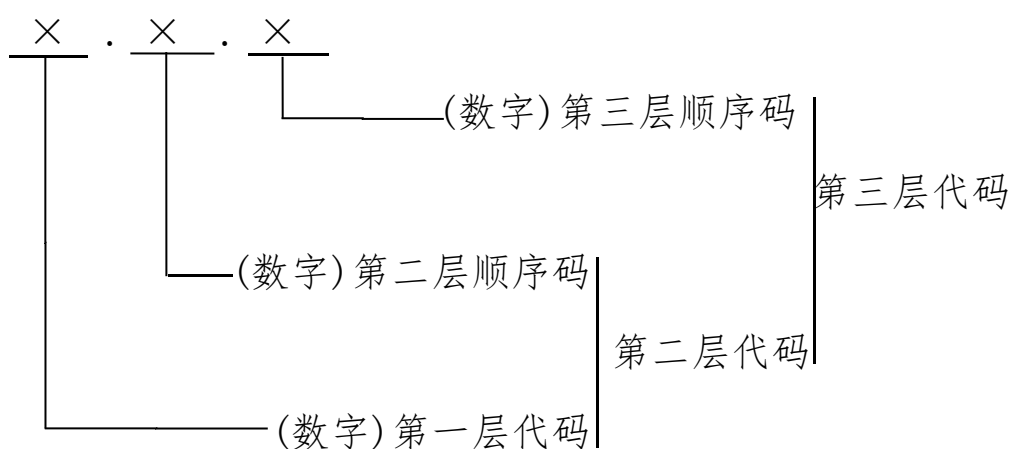 × . × . ×
(数字)第三层顺序码
第三层代码
(数字)第二层顺序码
第二层代码
(数字)第一层代码